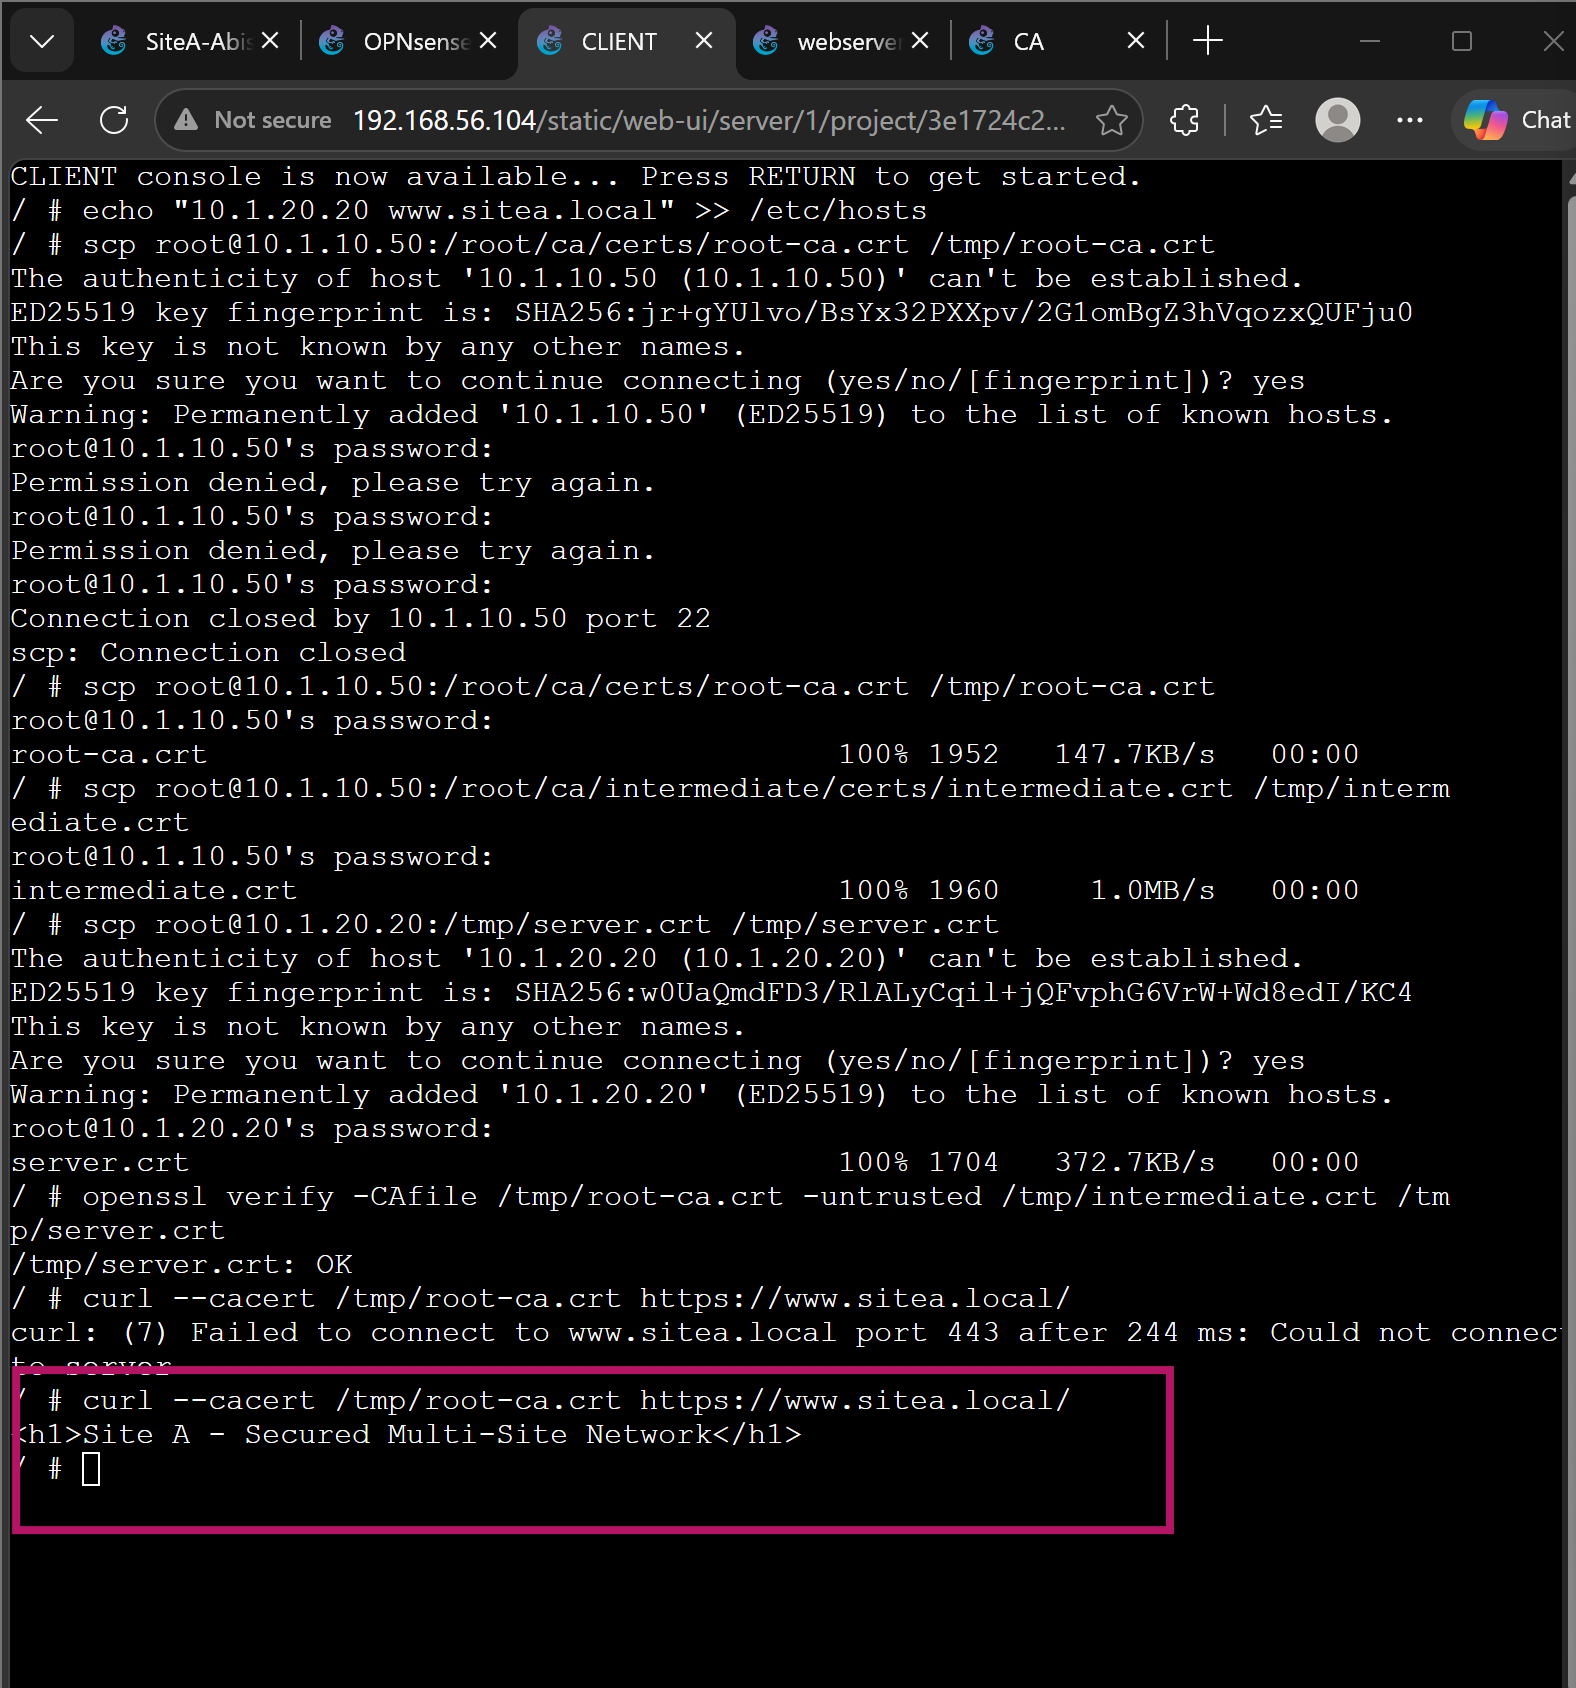 SiteA-Abis
OPNsense
CLIENT
webserver
CA
Not secure 192.168.56.104/static/web-ui/server/1/project/3e1724c2...
Chat
CLIENT console is now available... Press RETURN to get started.
/ # echo "10.1.20.20 www.sitea.local" >> /etc/hosts
/ # scp root@10.1.10.50:/root/ca/certs/root-ca.crt /tmp/root-ca.crt
The authenticity of host '10.1.10.50 (10.1.10.50)' can't be established.
ED25519 key fingerprint is: SHA256:jr+gYUlvo/BsYx32PXXpv/2G1omBgZ3hVqozxQUFju0
This key is not known by any other names.
Are you sure you want to continue connecting (yes/no/[fingerprint])? yes
Warning: Permanently added '10.1.10.50' (ED25519) to the list of known hosts.
root@10.1.10.50's password:
Permission denied, please try again.
root@10.1.10.50's password:
Permission denied, please try again.
root@10.1.10.50's password:
Connection closed by 10.1.10.50 port 22
scp: Connection closed
/ # scp root@10.1.10.50:/root/ca/certs/root-ca.crt /tmp/root-ca.crt
root@10.1.10.50's password:
root-ca.crt 100% 1952 147.7KB/s 00:00
/ # scp root@10.1.10.50:/root/ca/intermediate/certs/intermediate.crt /tmp/interm
ediate.crt
root@10.1.10.50's password:
intermediate.crt 100% 1960 1.0MB/s 00:00
/ # scp root@10.1.20.20:/tmp/server.crt /tmp/server.crt
The authenticity of host '10.1.20.20 (10.1.20.20)' can't be established.
ED25519 key fingerprint is: SHA256:w0UaQmdFD3/RlALyCqil+jQFvphG6VrW+Wd8edI/KC4
This key is not known by any other names.
Are you sure you want to continue connecting (yes/no/[fingerprint])? yes
Warning: Permanently added '10.1.20.20' (ED25519) to the list of known hosts.
root@10.1.20.20's password:
server.crt 100% 1704 372.7KB/s 00:00
/ # openssl verify -CAfile /tmp/root-ca.crt -untrusted /tmp/intermediate.crt /tm
p/server.crt
/tmp/server.crt: OK
/ # curl --cacert /tmp/root-ca.crt https://www.sitea.local/
curl: (7) Failed to connect to www.sitea.local port 443 after 244 ms: Could not connec
to server
/ # curl --cacert /tmp/root-ca.crt https://www.sitea.local/
<h1>Site A - Secured Multi-Site Network</h1>
/ #